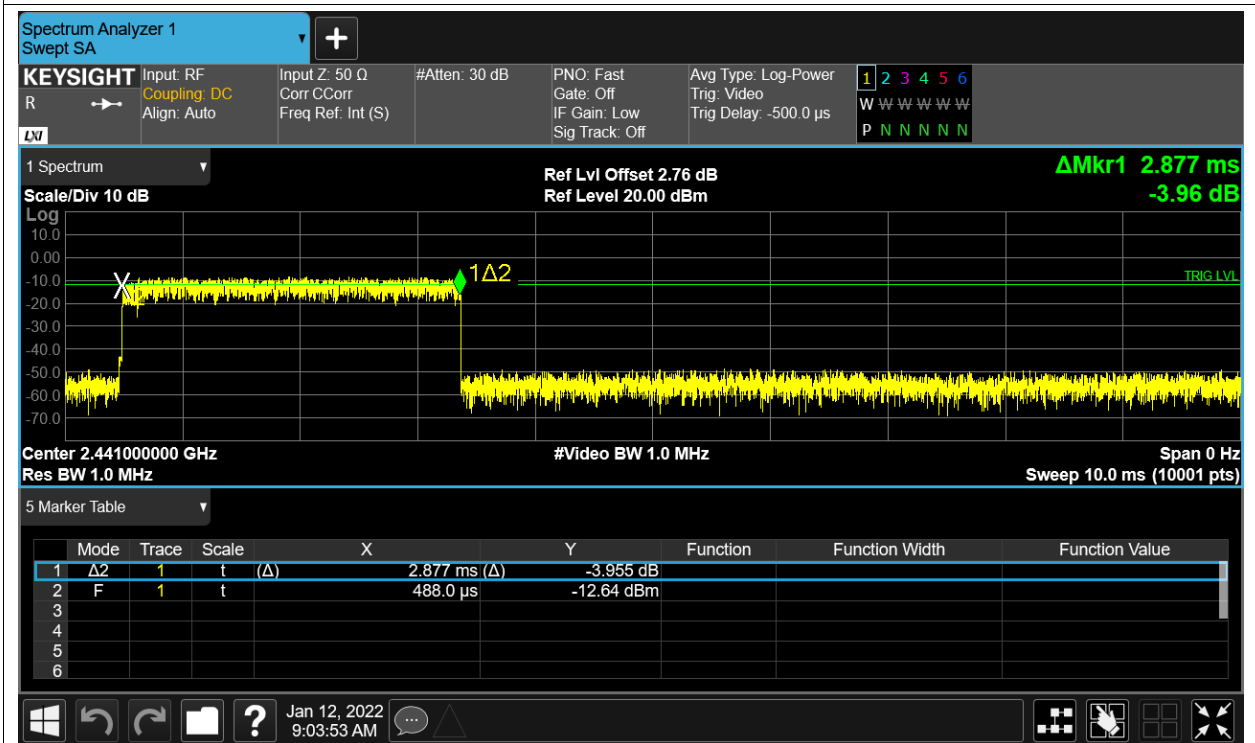 Spectrum Analyzer 1
Swept SA
KEYSIGHT Input: RF Input Z: 50 Ω #Atten: 30 dB PNO: Fast Avg Type: Log-Power 1 2 3 4 5 6
R Coupling: DC Corr CCorr Gate: Off Trig: Video W W W W W W
Align: Auto Freq Ref: Int (S) IF Gain: Low Trig Delay: -500.0 µs P N N N N N
LXI Sig Track: Off
1 Spectrum Ref Lvl Offset 2.76 dB ΔMkr1 2.877 ms
Scale/Div 10 dB Ref Level 20.00 dBm -3.96 dB
Log
10.0
0.00
-10.0 1Δ2 TRIG LVL
-20.0
-30.0
-40.0
-50.0
-60.0
-70.0
Center 2.441000000 GHz #Video BW 1.0 MHz Span 0 Hz
Res BW 1.0 MHz Sweep 10.0 ms (10001 pts)
5 Marker Table
Mode Trace Scale X Y Function Function Width Function Value
1 Δ2 1 t (Δ) 2.877 ms (Δ) -3.955 dB
2 F 1 t 488.0 µs -12.64 dBm
3
4
5
6
? Jan 12, 2022
9:03:53 AM